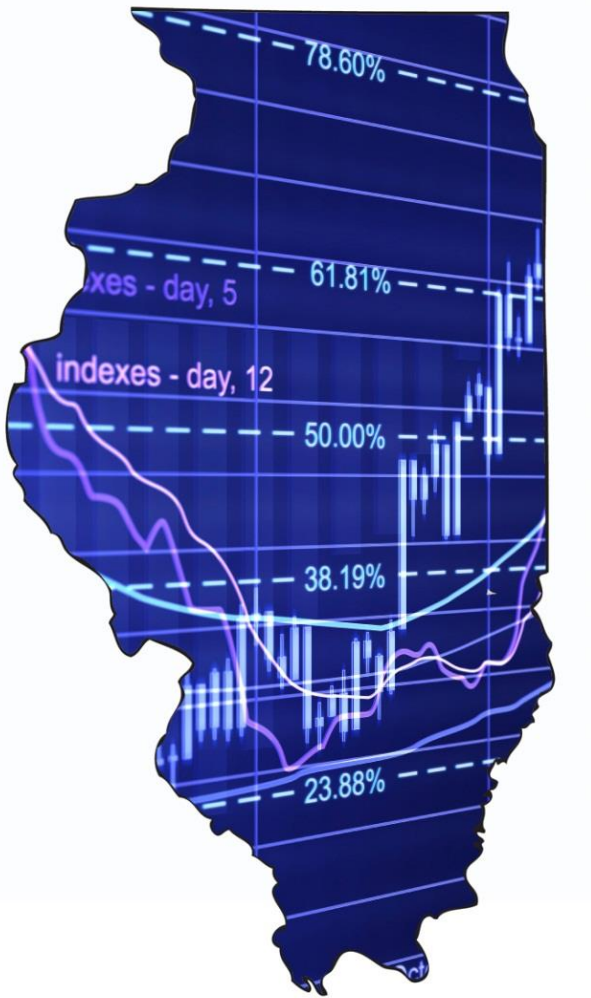 78.60%
61.81%
xes - day, 5
indexes - day, 12
50.00%
38.19%
23.88%